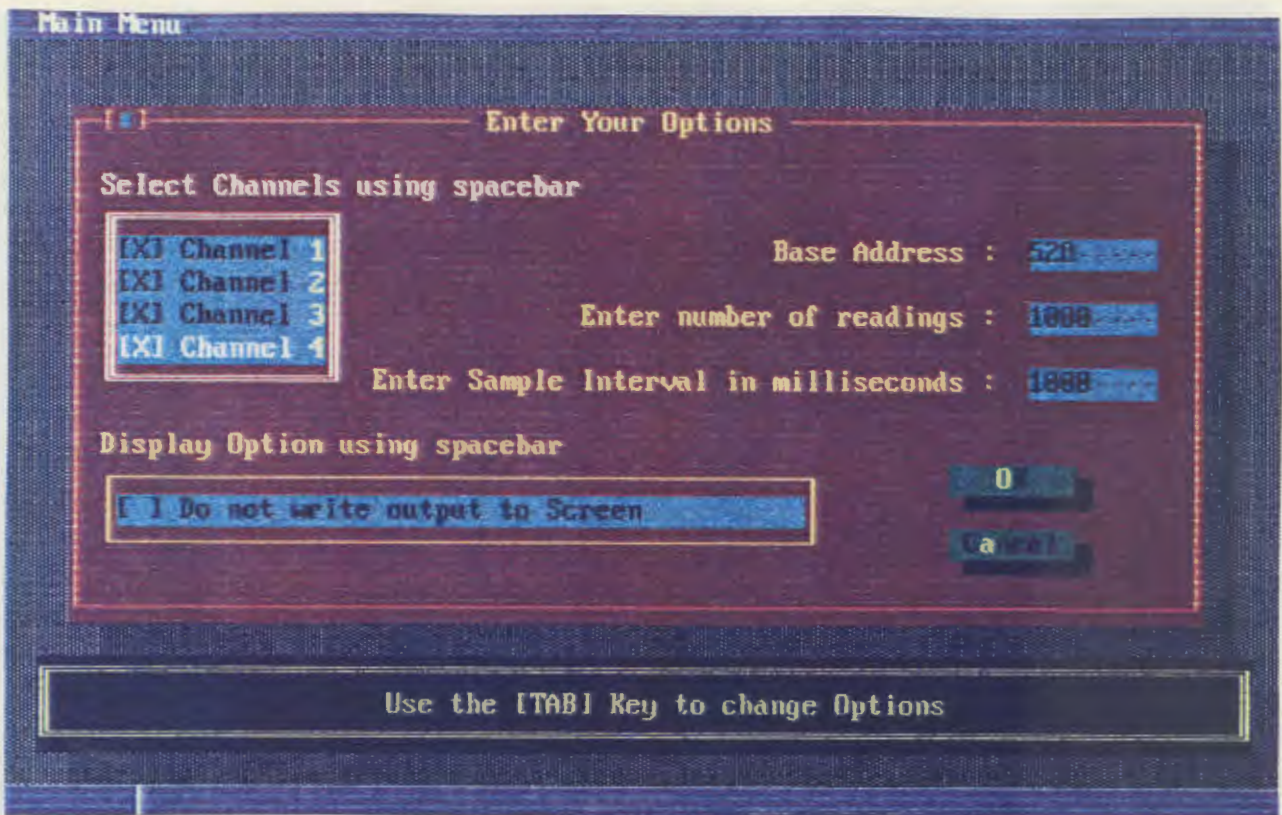 Main Menu
[■] Enter Your Options
Select Channels using spacebar
[X] Channel 1
[X] Channel 2
[X] Channel 3
[X] Channel 4
Base Address :
Enter number of readings : 1000
Enter Sample Interval in milliseconds : 1000
Display Option using spacebar
[ ] Do not write output to Screen
Cancel
Use the [TAB] Key to change Options